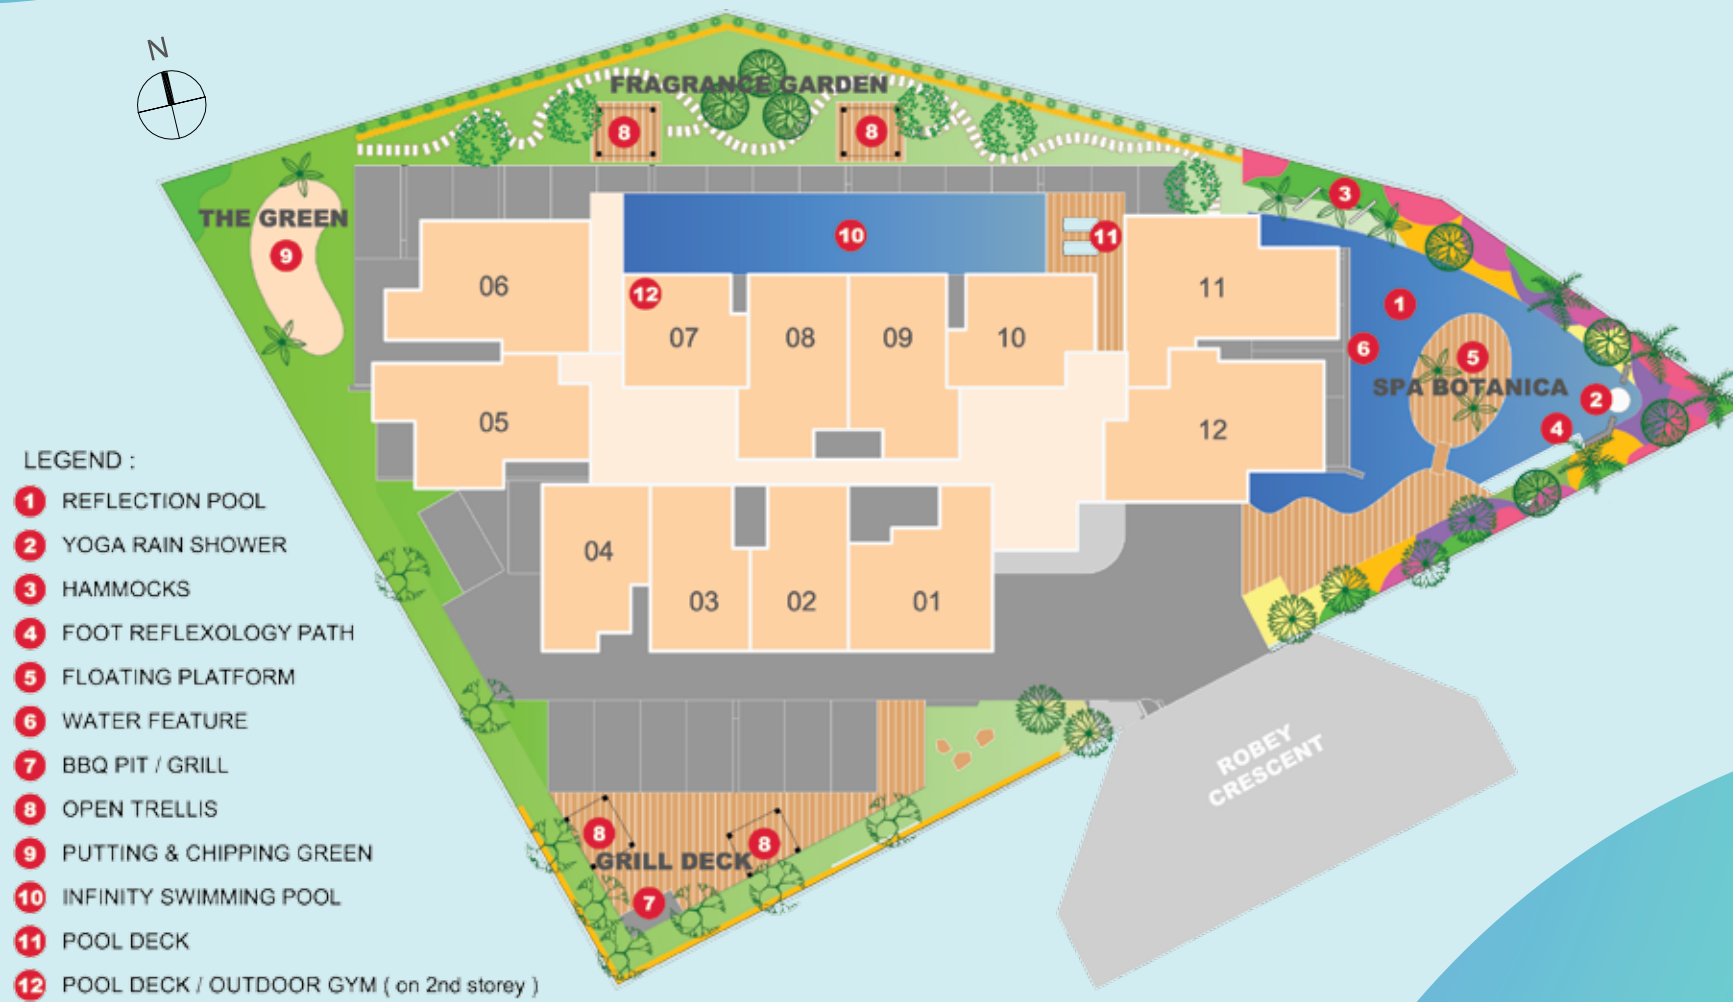 N
FRAGRANCE GARDEN
8
8
3
THE GREEN
9
10
11
06
12
07
08
09
10
11
1
6
5
SPA BOTANICA
2
4
05
12
04
03
02
01
ROBEY
CRESCENT
8
8
GRILL DECK
7
LEGEND :
1 REFLECTION POOL
2 YOGA RAIN SHOWER
3 HAMMOCKS
4 FOOT REFLEXOLOGY PATH
5 FLOATING PLATFORM
6 WATER FEATURE
7 BBQ PIT / GRILL
8 OPEN TRELLIS
9 PUTTING & CHIPPING GREEN
10 INFINITY SWIMMING POOL
11 POOL DECK
12 POOL DECK / OUTDOOR GYM ( on 2nd storey )